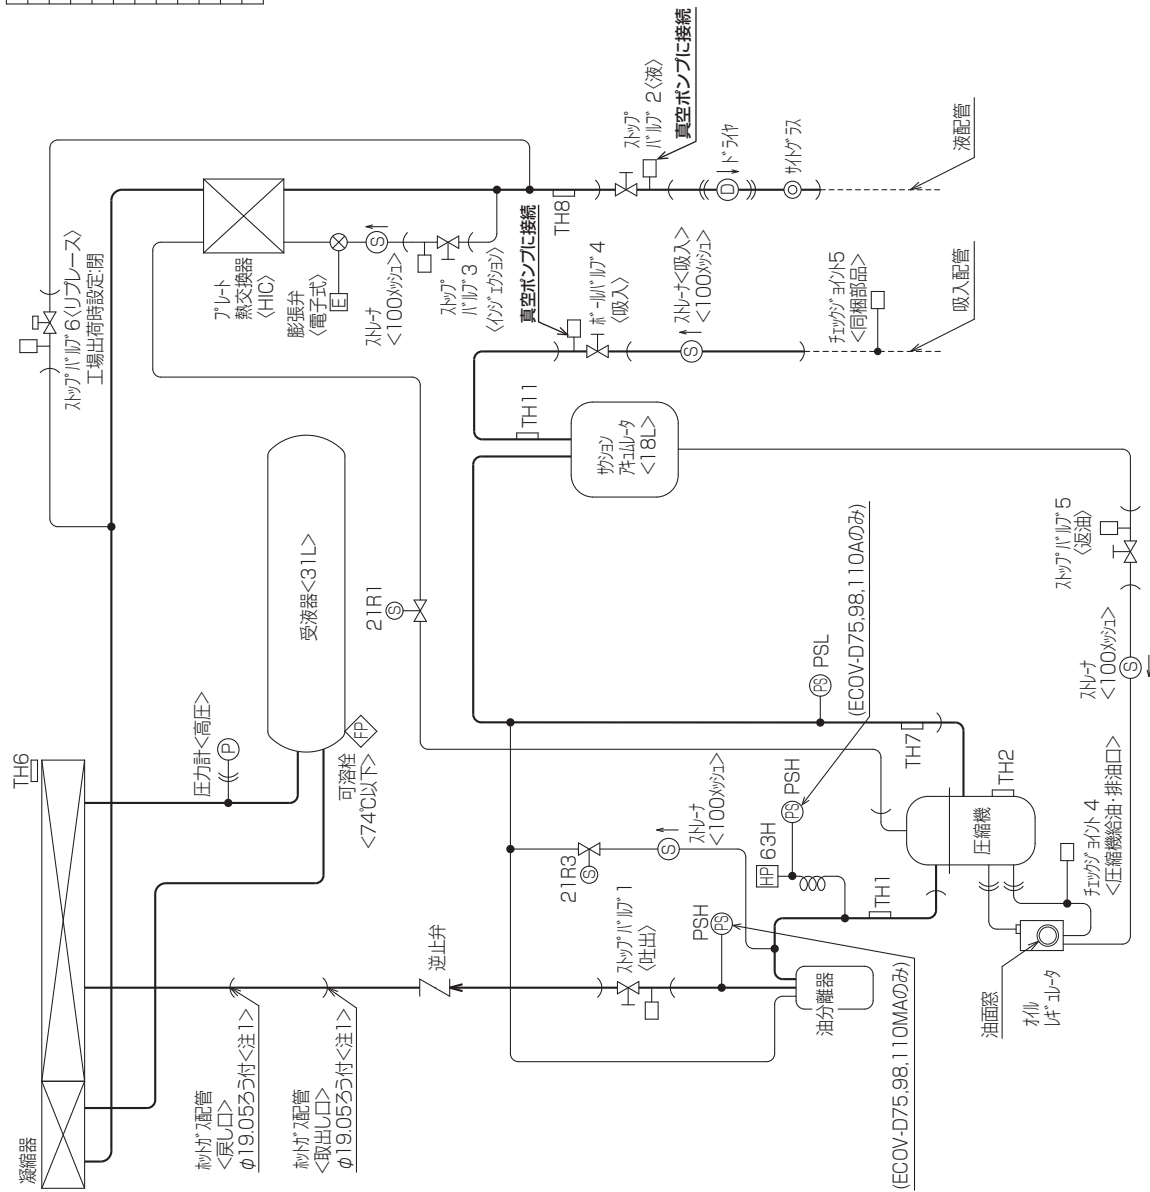 凝縮器
TH6
圧力計<高圧>
P
受液器<31L>
FP
可溶栓
<74℃以下>
ストップバルブ6<リプレース>
工場出荷時設定:閉
プレート
熱交換器
<HIC>
膨張弁
<電子式>
E
ストレーナ
<100メッシュ>
S
ストップ
バルブ3
<インジェクション>
TH8
ストップ
バルブ2<液>
真空ポンプに接続
D
ドライヤ
サイトグラス
液配管
真空ポンプに接続
ボールバルブ4
<吸入>
ストレーナ<吸入>
<100メッシュ>
S
チェックジョイント5
<同梱部品>
吸入配管
TH11
サクション
アキュムレータ
<18L>
21R1
S
PS
PSL
(ECOV-D75,98,110Aのみ)
TH7
ストップバルブ5
<返油>
ストレーナ
<100メッシュ>
S
ホットガス配管
<戻し口>
φ19.05ろう付<注1>
ホットガス配管
<取出し口>
φ19.05ろう付<注1>
逆止弁
ストップバルブ1
<吐出>
21R3
S
ストレーナ
<100メッシュ>
S
PSH
PS
HP
63H
PS
PSH
TH1
油分離器
(ECOV-D75,98,110MAのみ)
圧縮機
TH2
チェックジョイント4
<圧縮機給油・排油口>
油面窓
オイル
レギュレータ